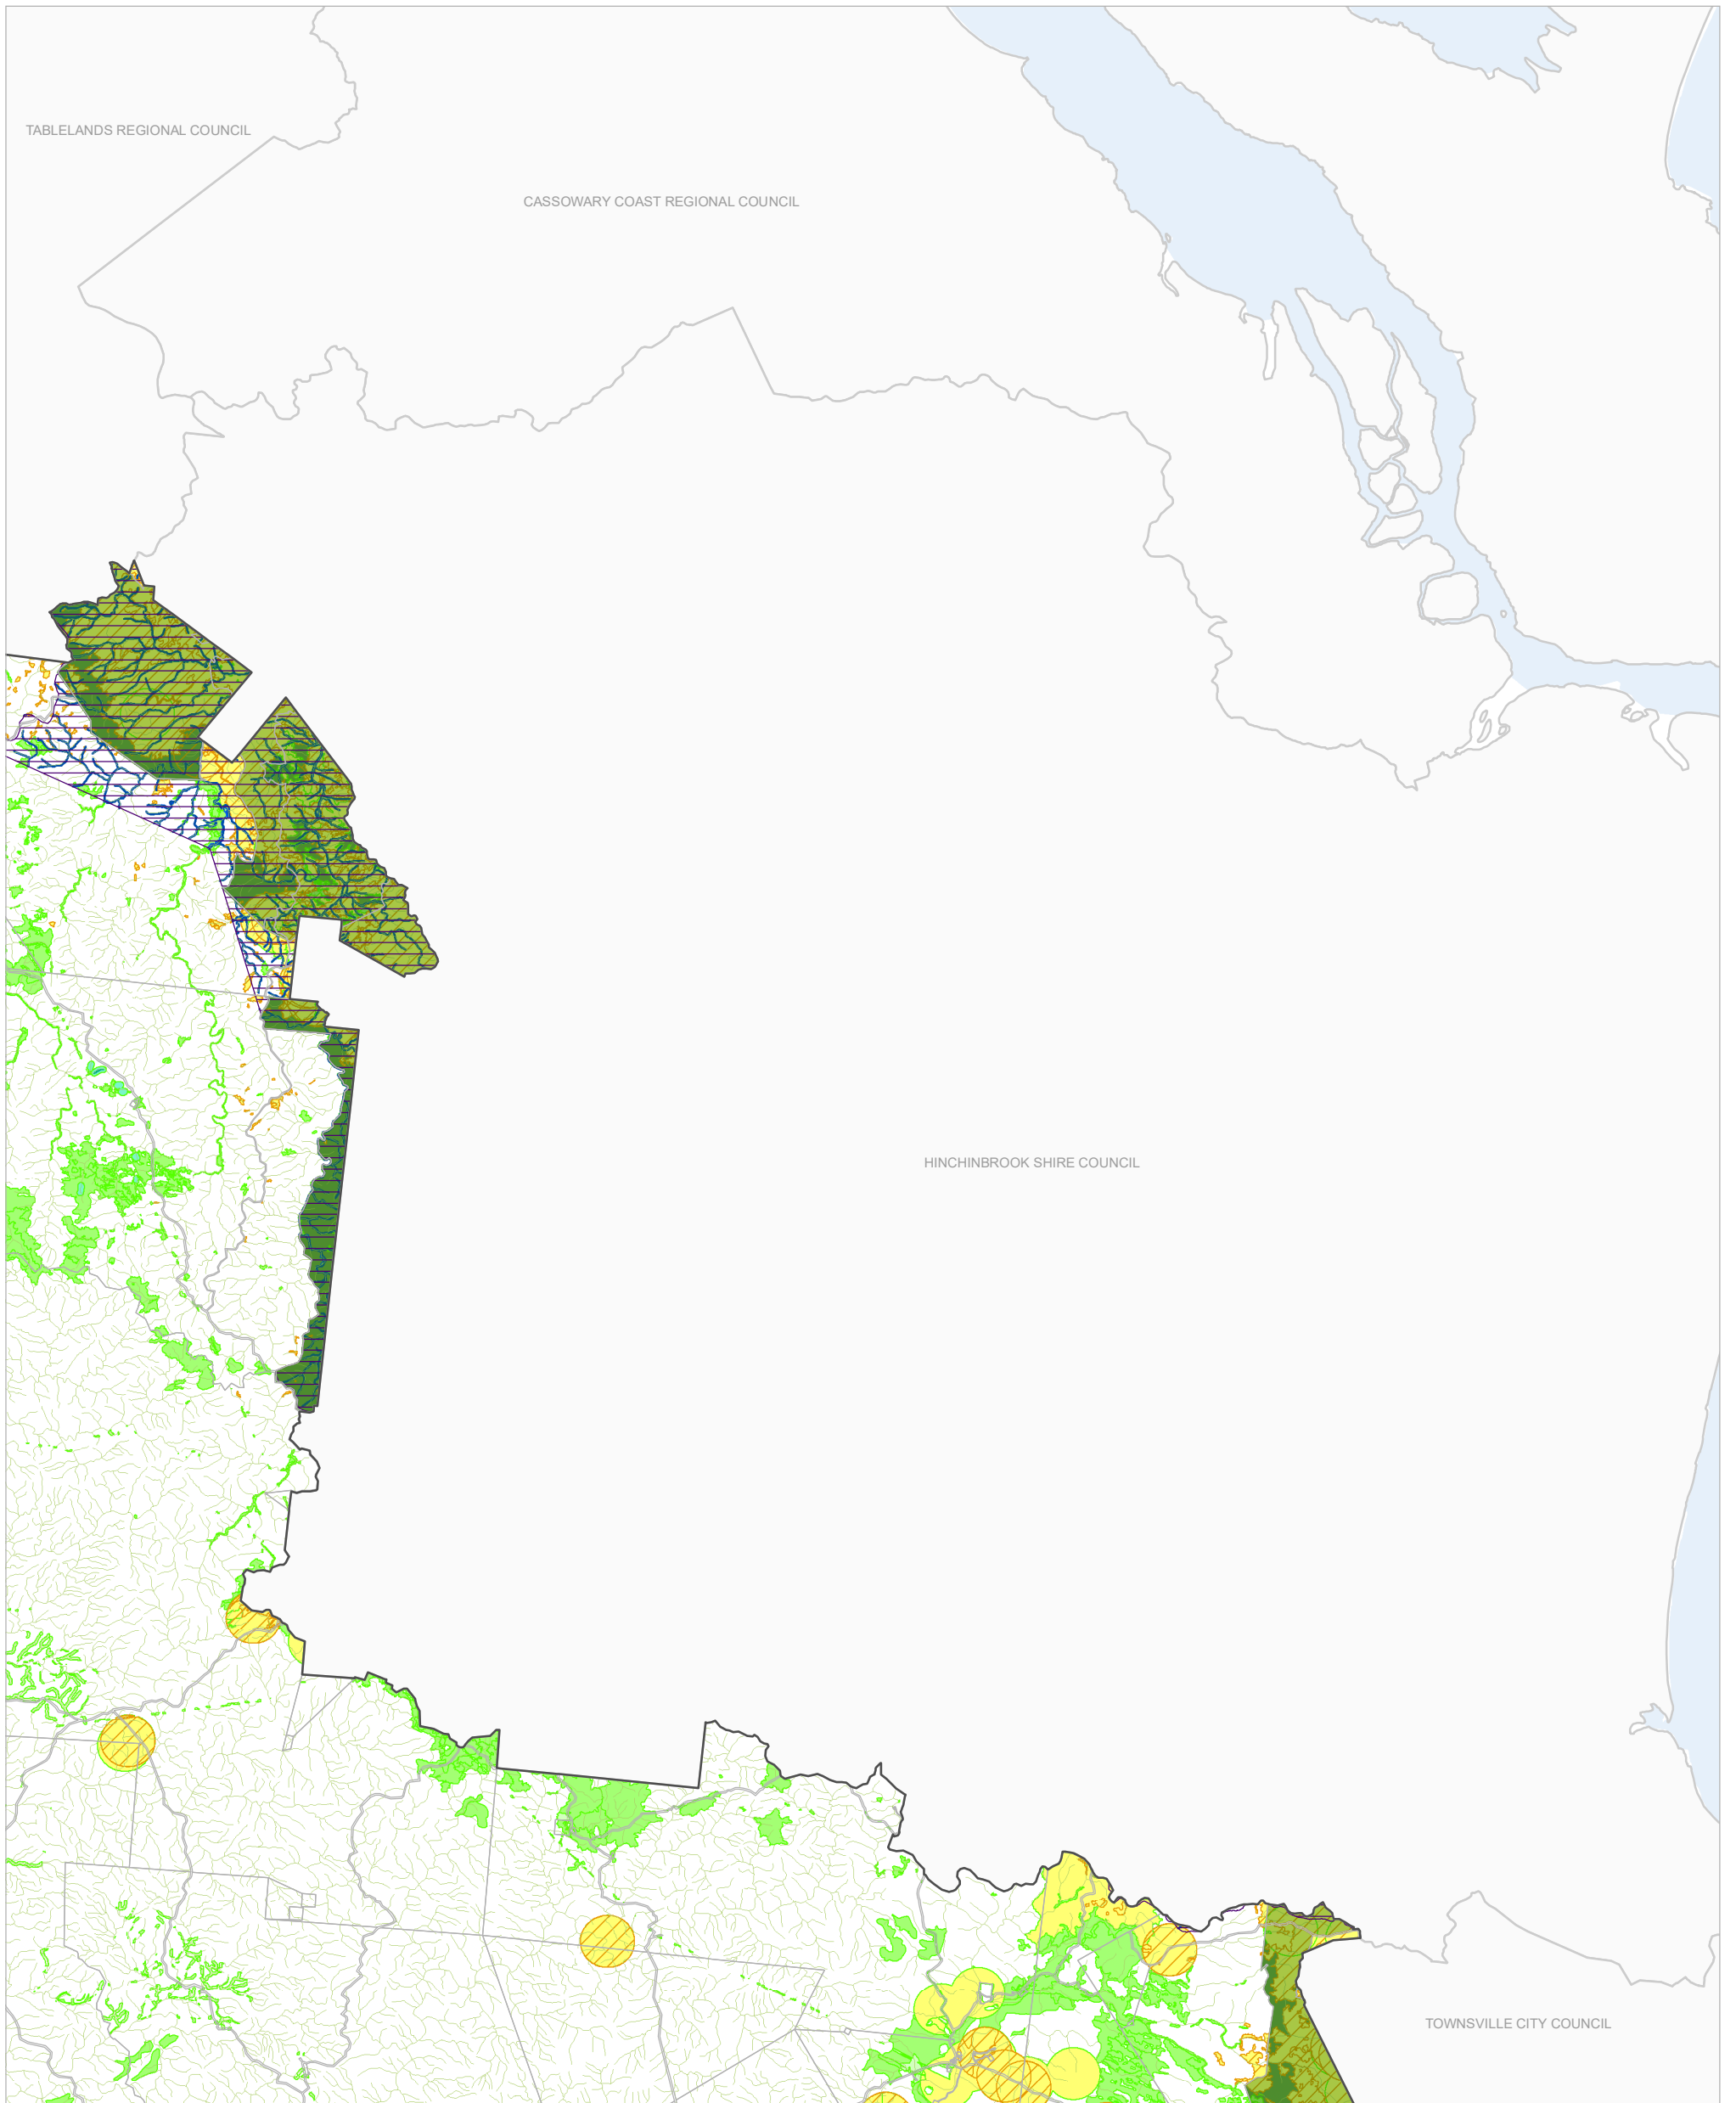 TABLELANDS REGIONAL COUNCIL
CASSOWARY COAST REGIONAL COUNCIL
HINCHINBROOK SHIRE COUNCIL
TOWNSVILLE CITY COUNCIL